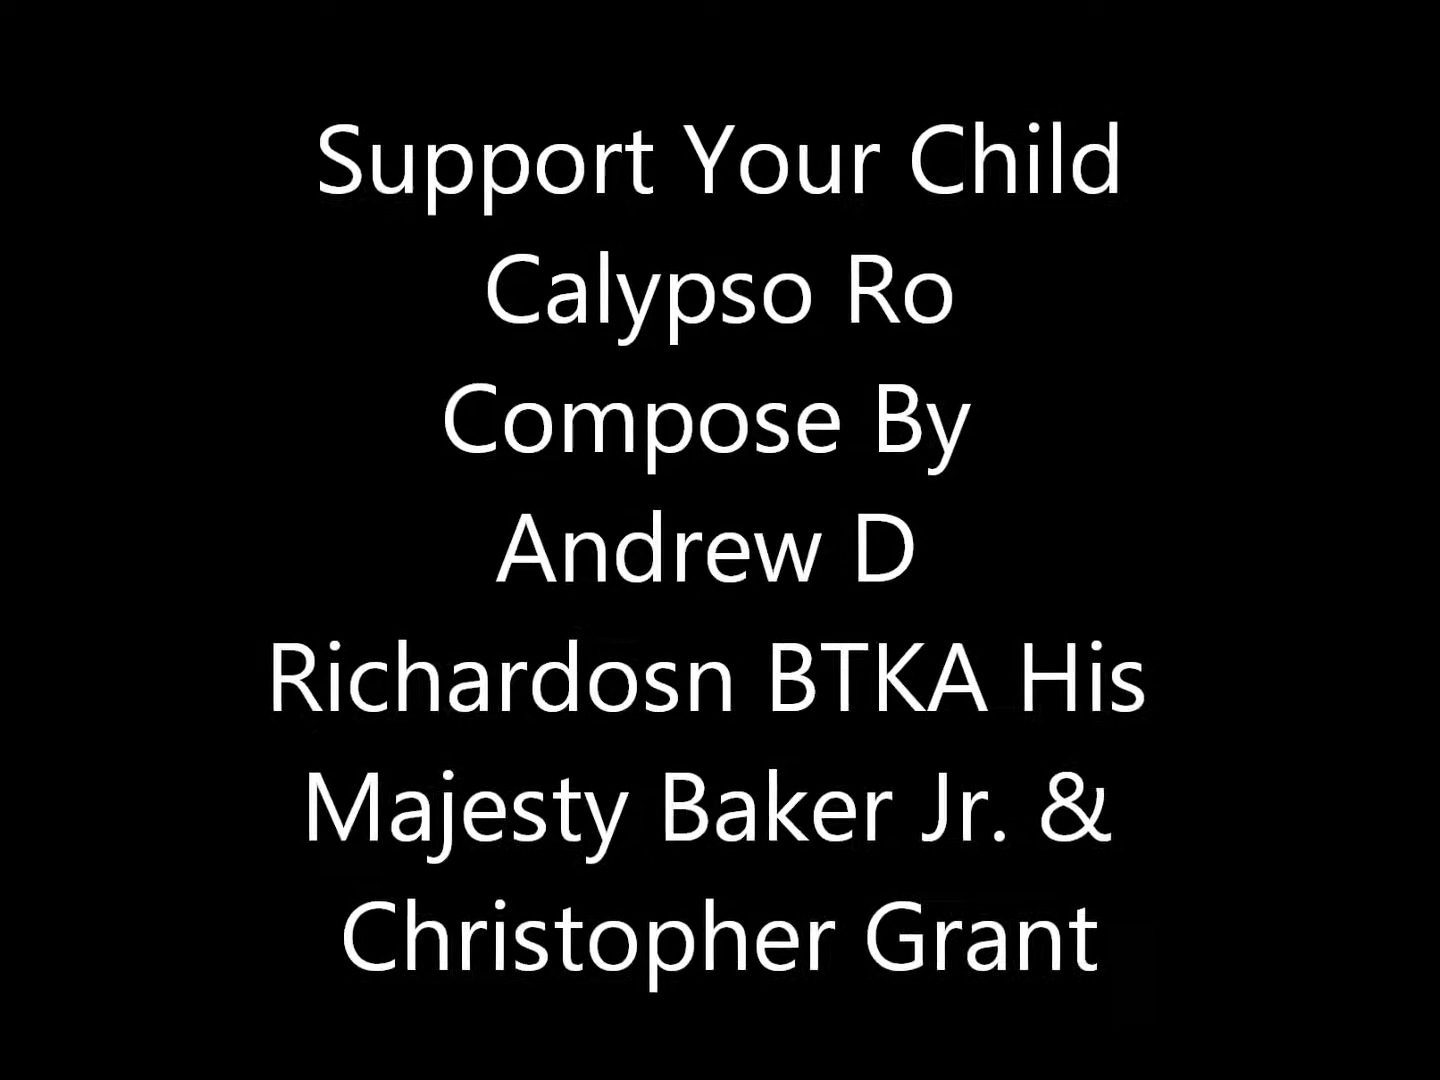 Support Your Child
Calypso Ro
Compose By
Andrew D
Richardosn BTKA His
Majesty Baker Jr. &
Christopher Grant